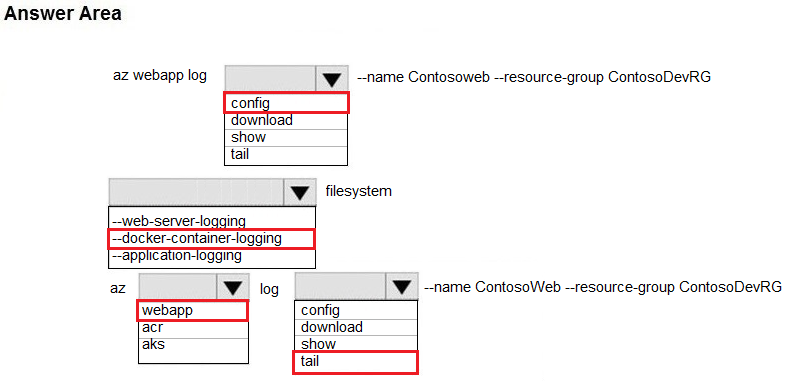 Answer Area
az webapp log --name Contosoweb --resource-group ContosoDevRG
config
download
show
tail
filesystem
--web-server-logging
--docker-container-logging
--application-logging
az log --name ContosoWeb --resource-group ContosoDevRG
webapp
acr
aks
config
download
show
tail